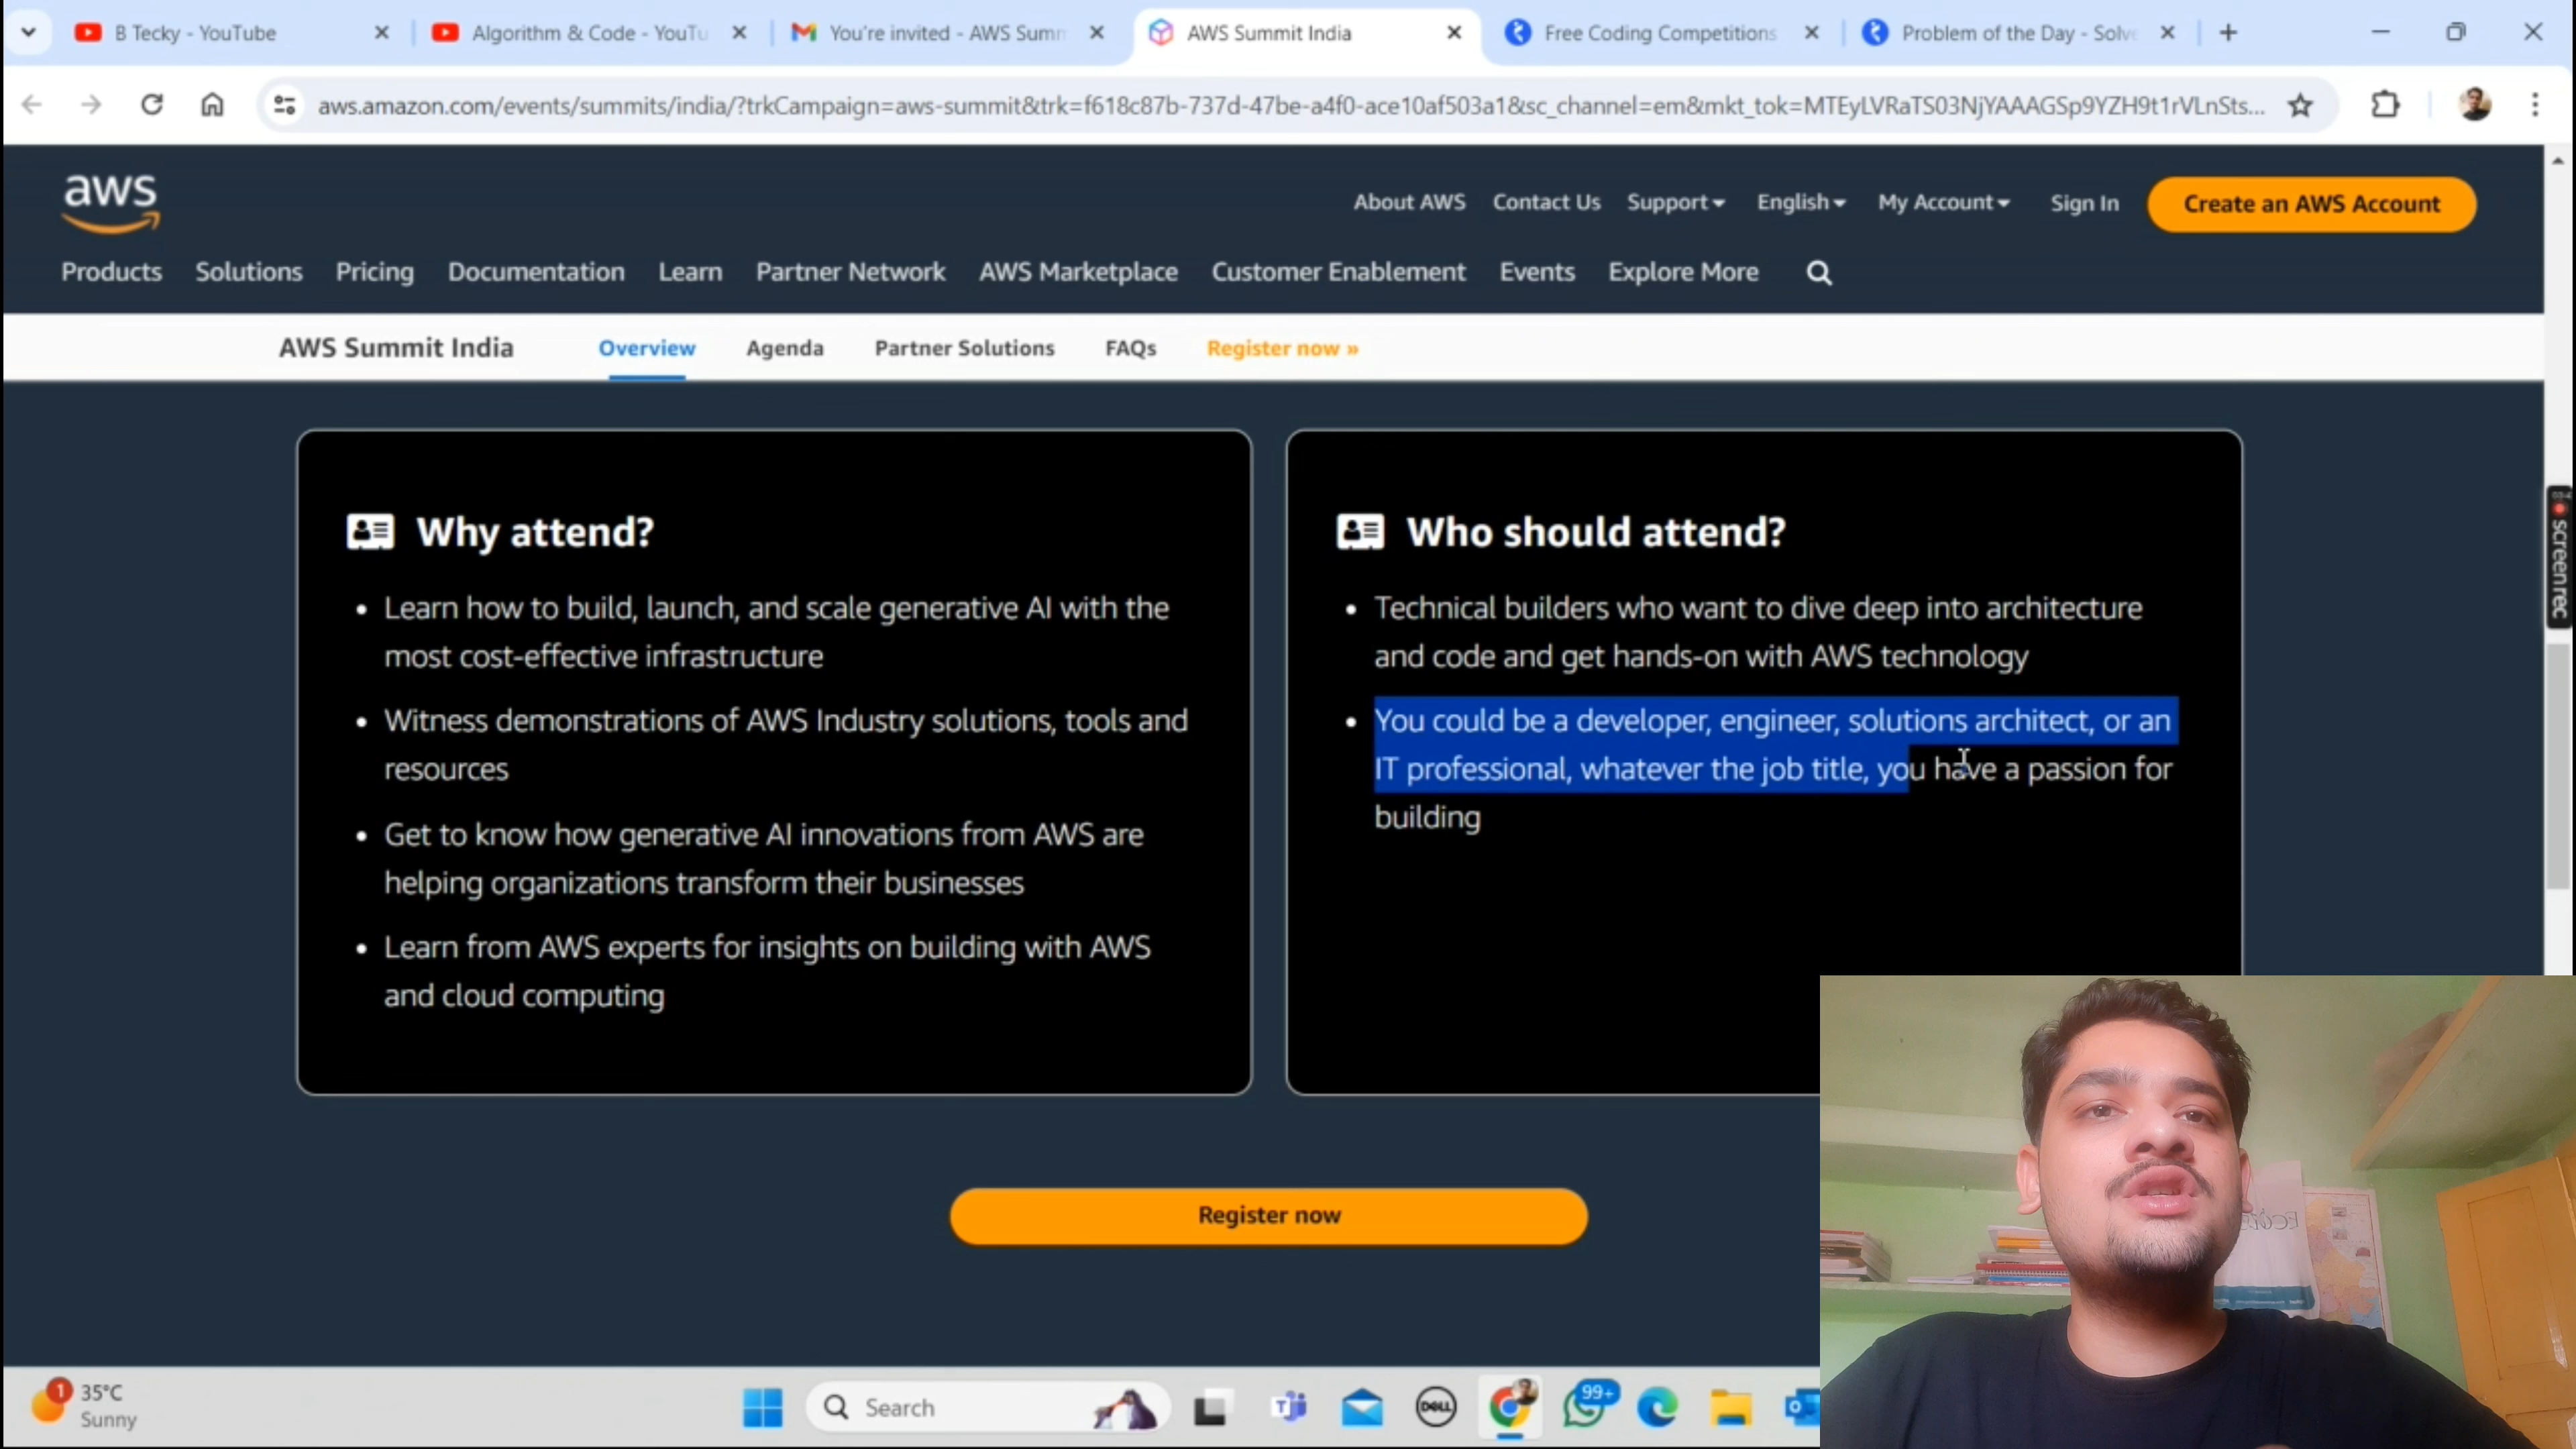 B Tecky - YouTube
Algorithm & Code - YouTu
You're invited - AWS Sum
AWS Summit India
Free Coding Competitions
Problem of the Day - Solve
aws.amazon.com/events/summits/india/?trkCampaign=aws-summit&trk=f618c87b-737d-47be-a4f0-ace10af503a1&sc_channel=em&mkt_tok=MTEyLVRaTS03NjYAAAGSp9YZH9t1rVLnSts...
aws
About AWS
Contact Us
Support
English
My Account
Sign In
Create an AWS Account
Products
Solutions
Pricing
Documentation
Learn
Partner Network
AWS Marketplace
Customer Enablement
Events
Explore More
AWS Summit India
Overview
Agenda
Partner Solutions
FAQs
Register now »
Why attend?
• Learn how to build, launch, and scale generative AI with the
most cost-effective infrastructure
• Witness demonstrations of AWS Industry solutions, tools and
resources
• Get to know how generative AI innovations from AWS are
helping organizations transform their businesses
• Learn from AWS experts for insights on building with AWS
and cloud computing
Who should attend?
• Technical builders who want to dive deep into architecture
and code and get hands-on with AWS technology
• You could be a developer, engineer, solutions architect, or an
IT professional, whatever the job title, you have a passion for
building
Register now
screenrec
1
35°C
Sunny
Search
DELL
99+